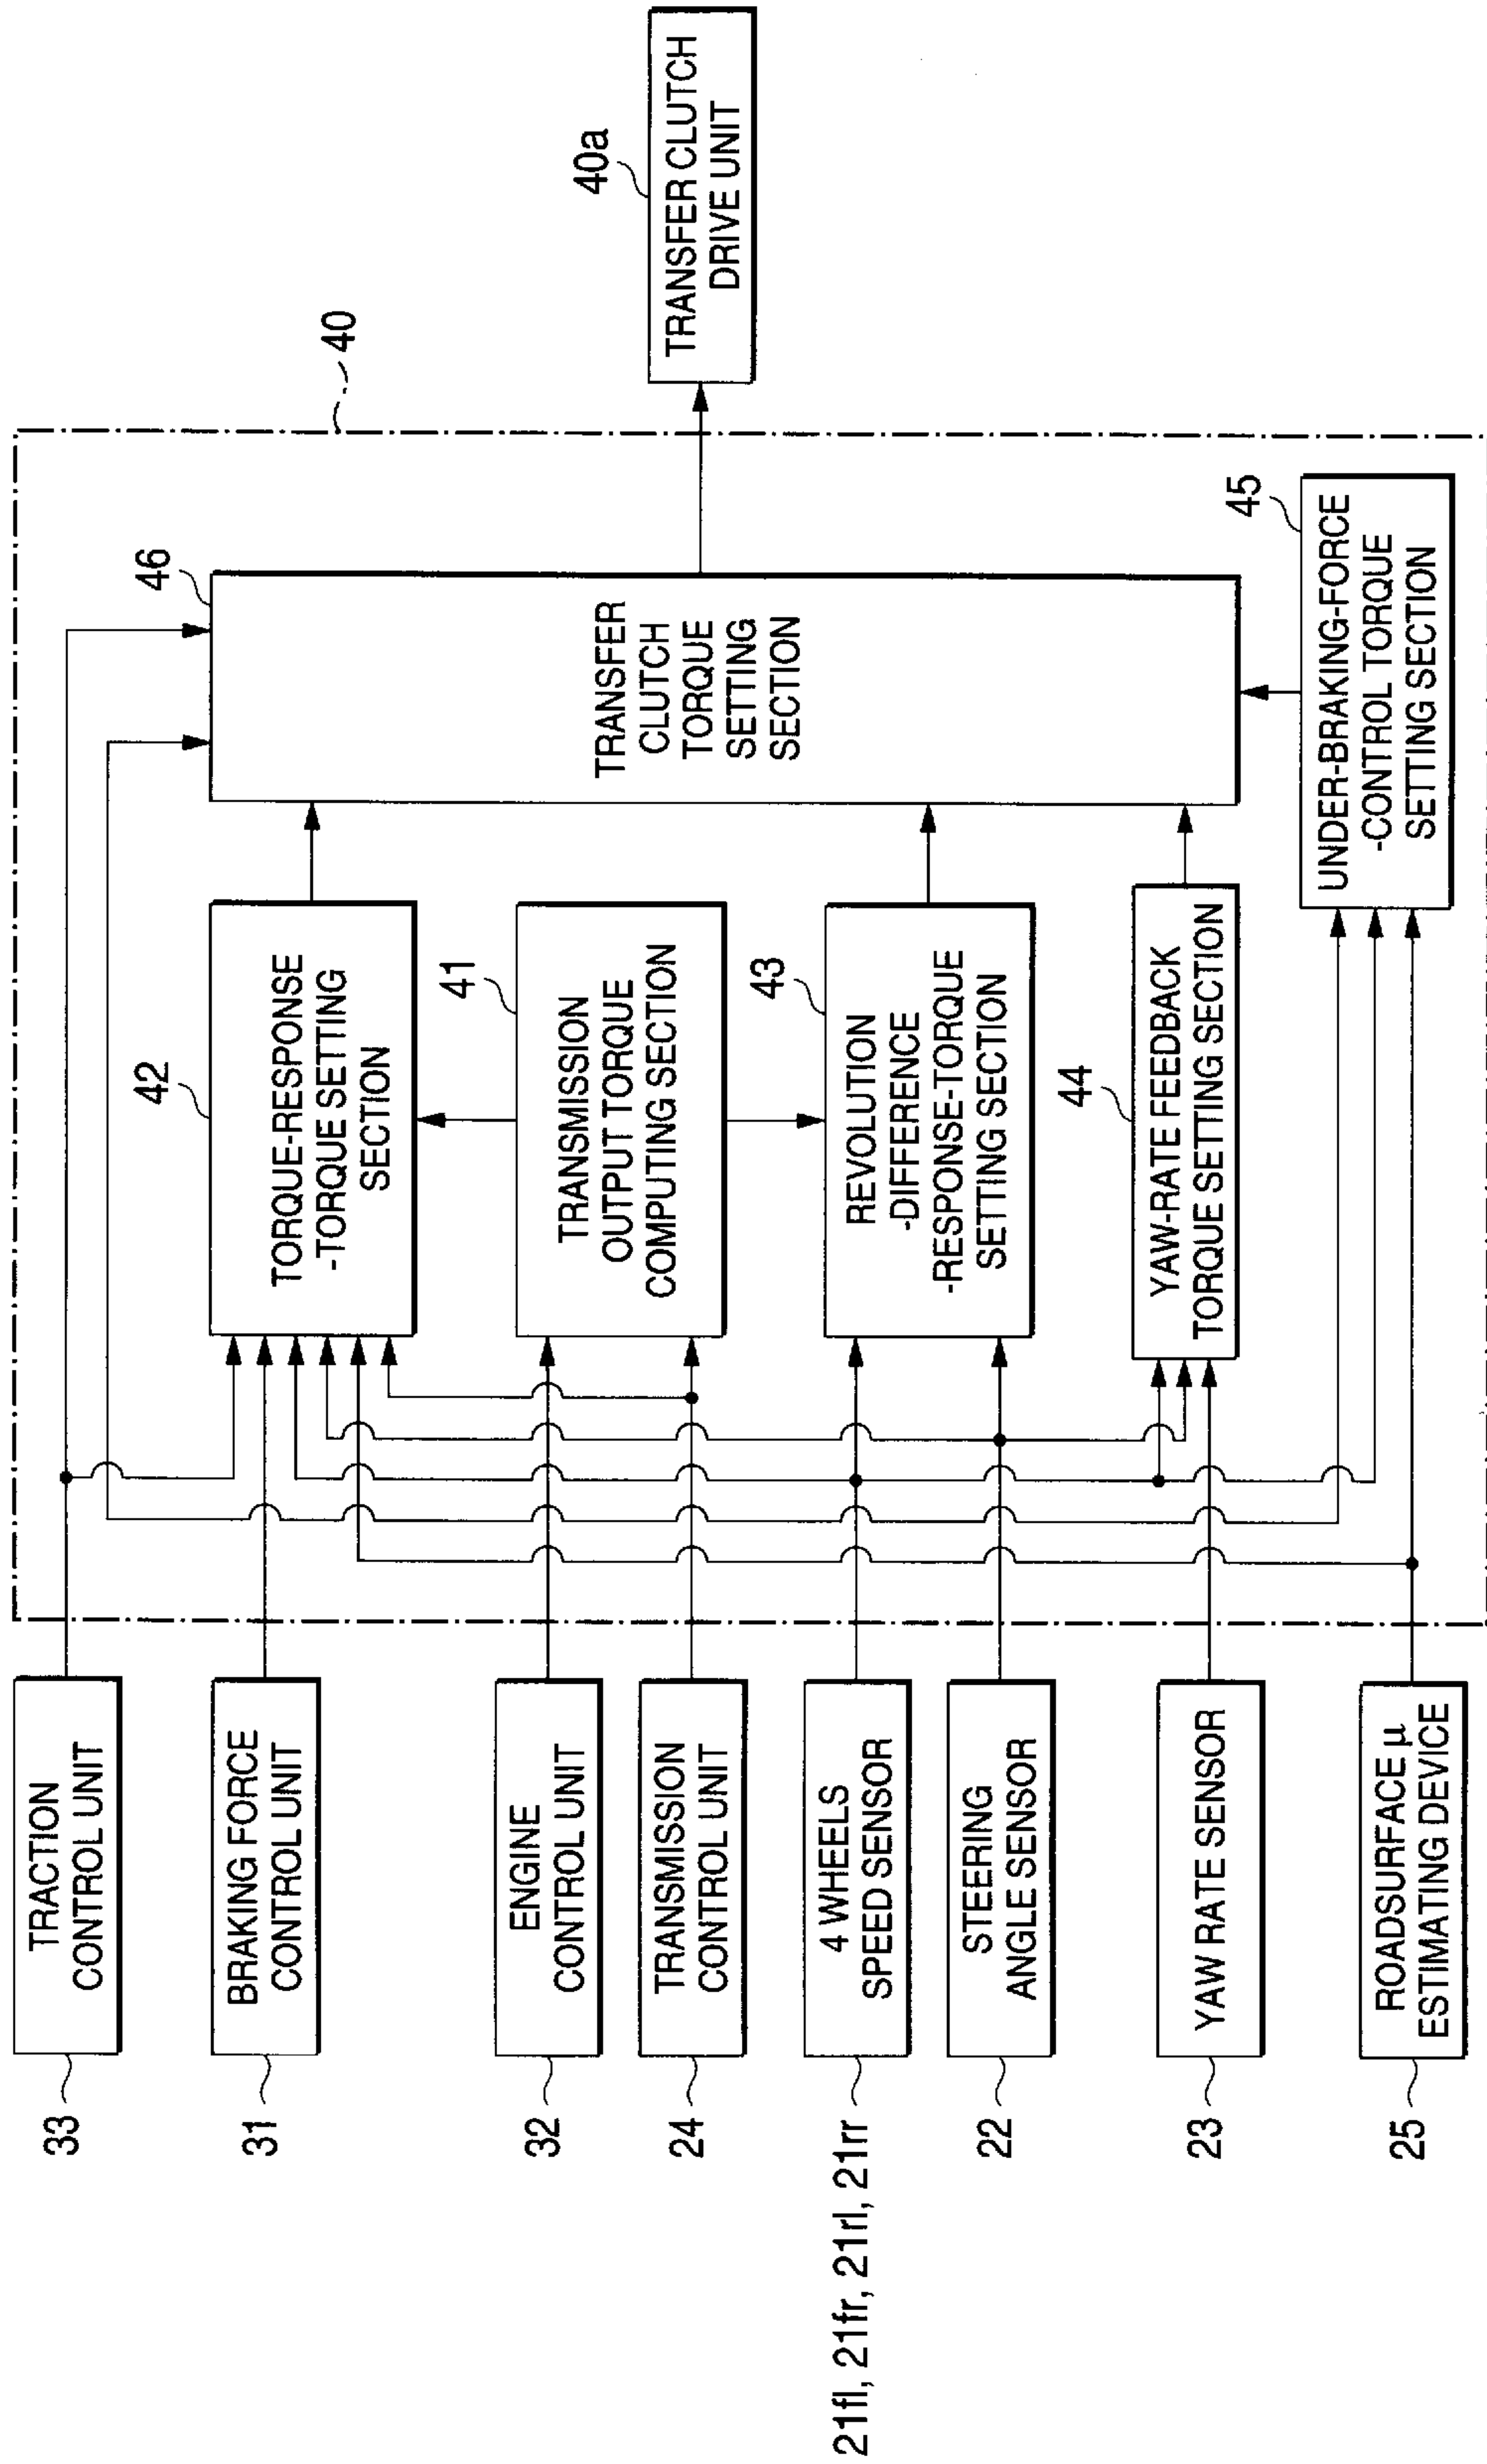 33
TRACTION
CONTROL UNIT
31
BRAKING FORCE
CONTROL UNIT
32
ENGINE
CONTROL UNIT
24
TRANSMISSION
CONTROL UNIT
21fl, 21fr, 21rl, 21rr
4 WHEELS
SPEED SENSOR
22
STEERING
ANGLE SENSOR
23
YAW RATE SENSOR
25
ROADSURFACE μ
ESTIMATING DEVICE
40
42
TORQUE-RESPONSE
-TORQUE SETTING
SECTION
41
TRANSMISSION
OUTPUT TORQUE
COMPUTING SECTION
43
REVOLUTION
-DIFFERENCE
-RESPONSE-TORQUE
SETTING SECTION
44
YAW-RATE FEEDBACK
TORQUE SETTING SECTION
46
TRANSFER
CLUTCH
TORQUE
SETTING
SECTION
45
UNDER-BRAKING-FORCE
-CONTROL TORQUE
SETTING SECTION
40a
TRANSFER CLUTCH
DRIVE UNIT